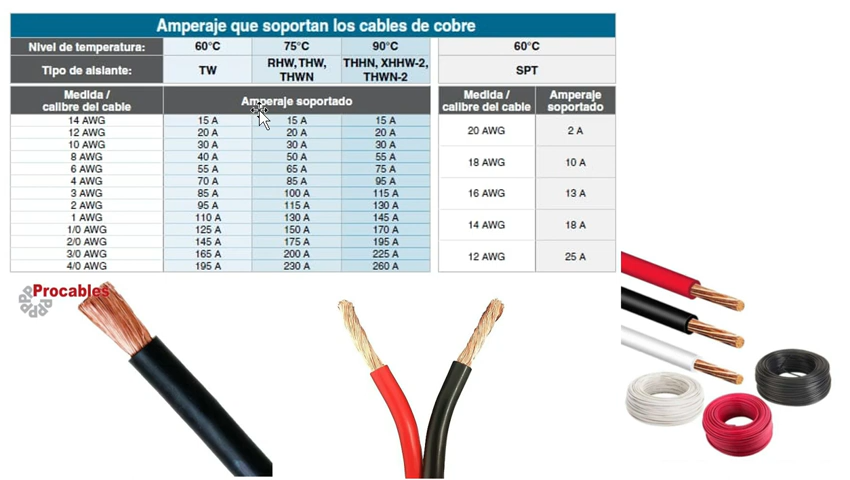 Amperaje que soportan los cables de cobre
Nivel de temperatura: 60°C 75°C 90°C 60°C
Tipo de aislante: TW RHW, THW, THWN THHN, XHHW-2, THWN-2 SPT
Medida / calibre del cable Amperaje soportado
14 AWG 15 A 15 A 15 A
12 AWG 20 A 20 A 20 A
10 AWG 30 A 30 A 30 A
8 AWG 40 A 50 A 55 A
6 AWG 55 A 65 A 75 A
4 AWG 70 A 85 A 95 A
3 AWG 85 A 100 A 115 A
2 AWG 95 A 115 A 130 A
1 AWG 110 A 130 A 145 A
1/0 AWG 125 A 150 A 170 A
2/0 AWG 145 A 175 A 195 A
3/0 AWG 165 A 200 A 225 A
4/0 AWG 195 A 230 A 260 A
Medida / calibre del cable Amperaje soportado
20 AWG 2 A
18 AWG 10 A
16 AWG 13 A
14 AWG 18 A
12 AWG 25 A
Procables